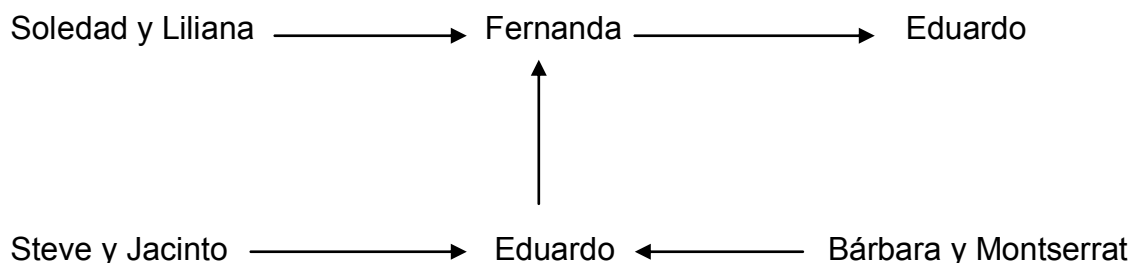 Soledad y Liliana Fernanda Eduardo
Steve y Jacinto Eduardo Bárbara y Montserrat